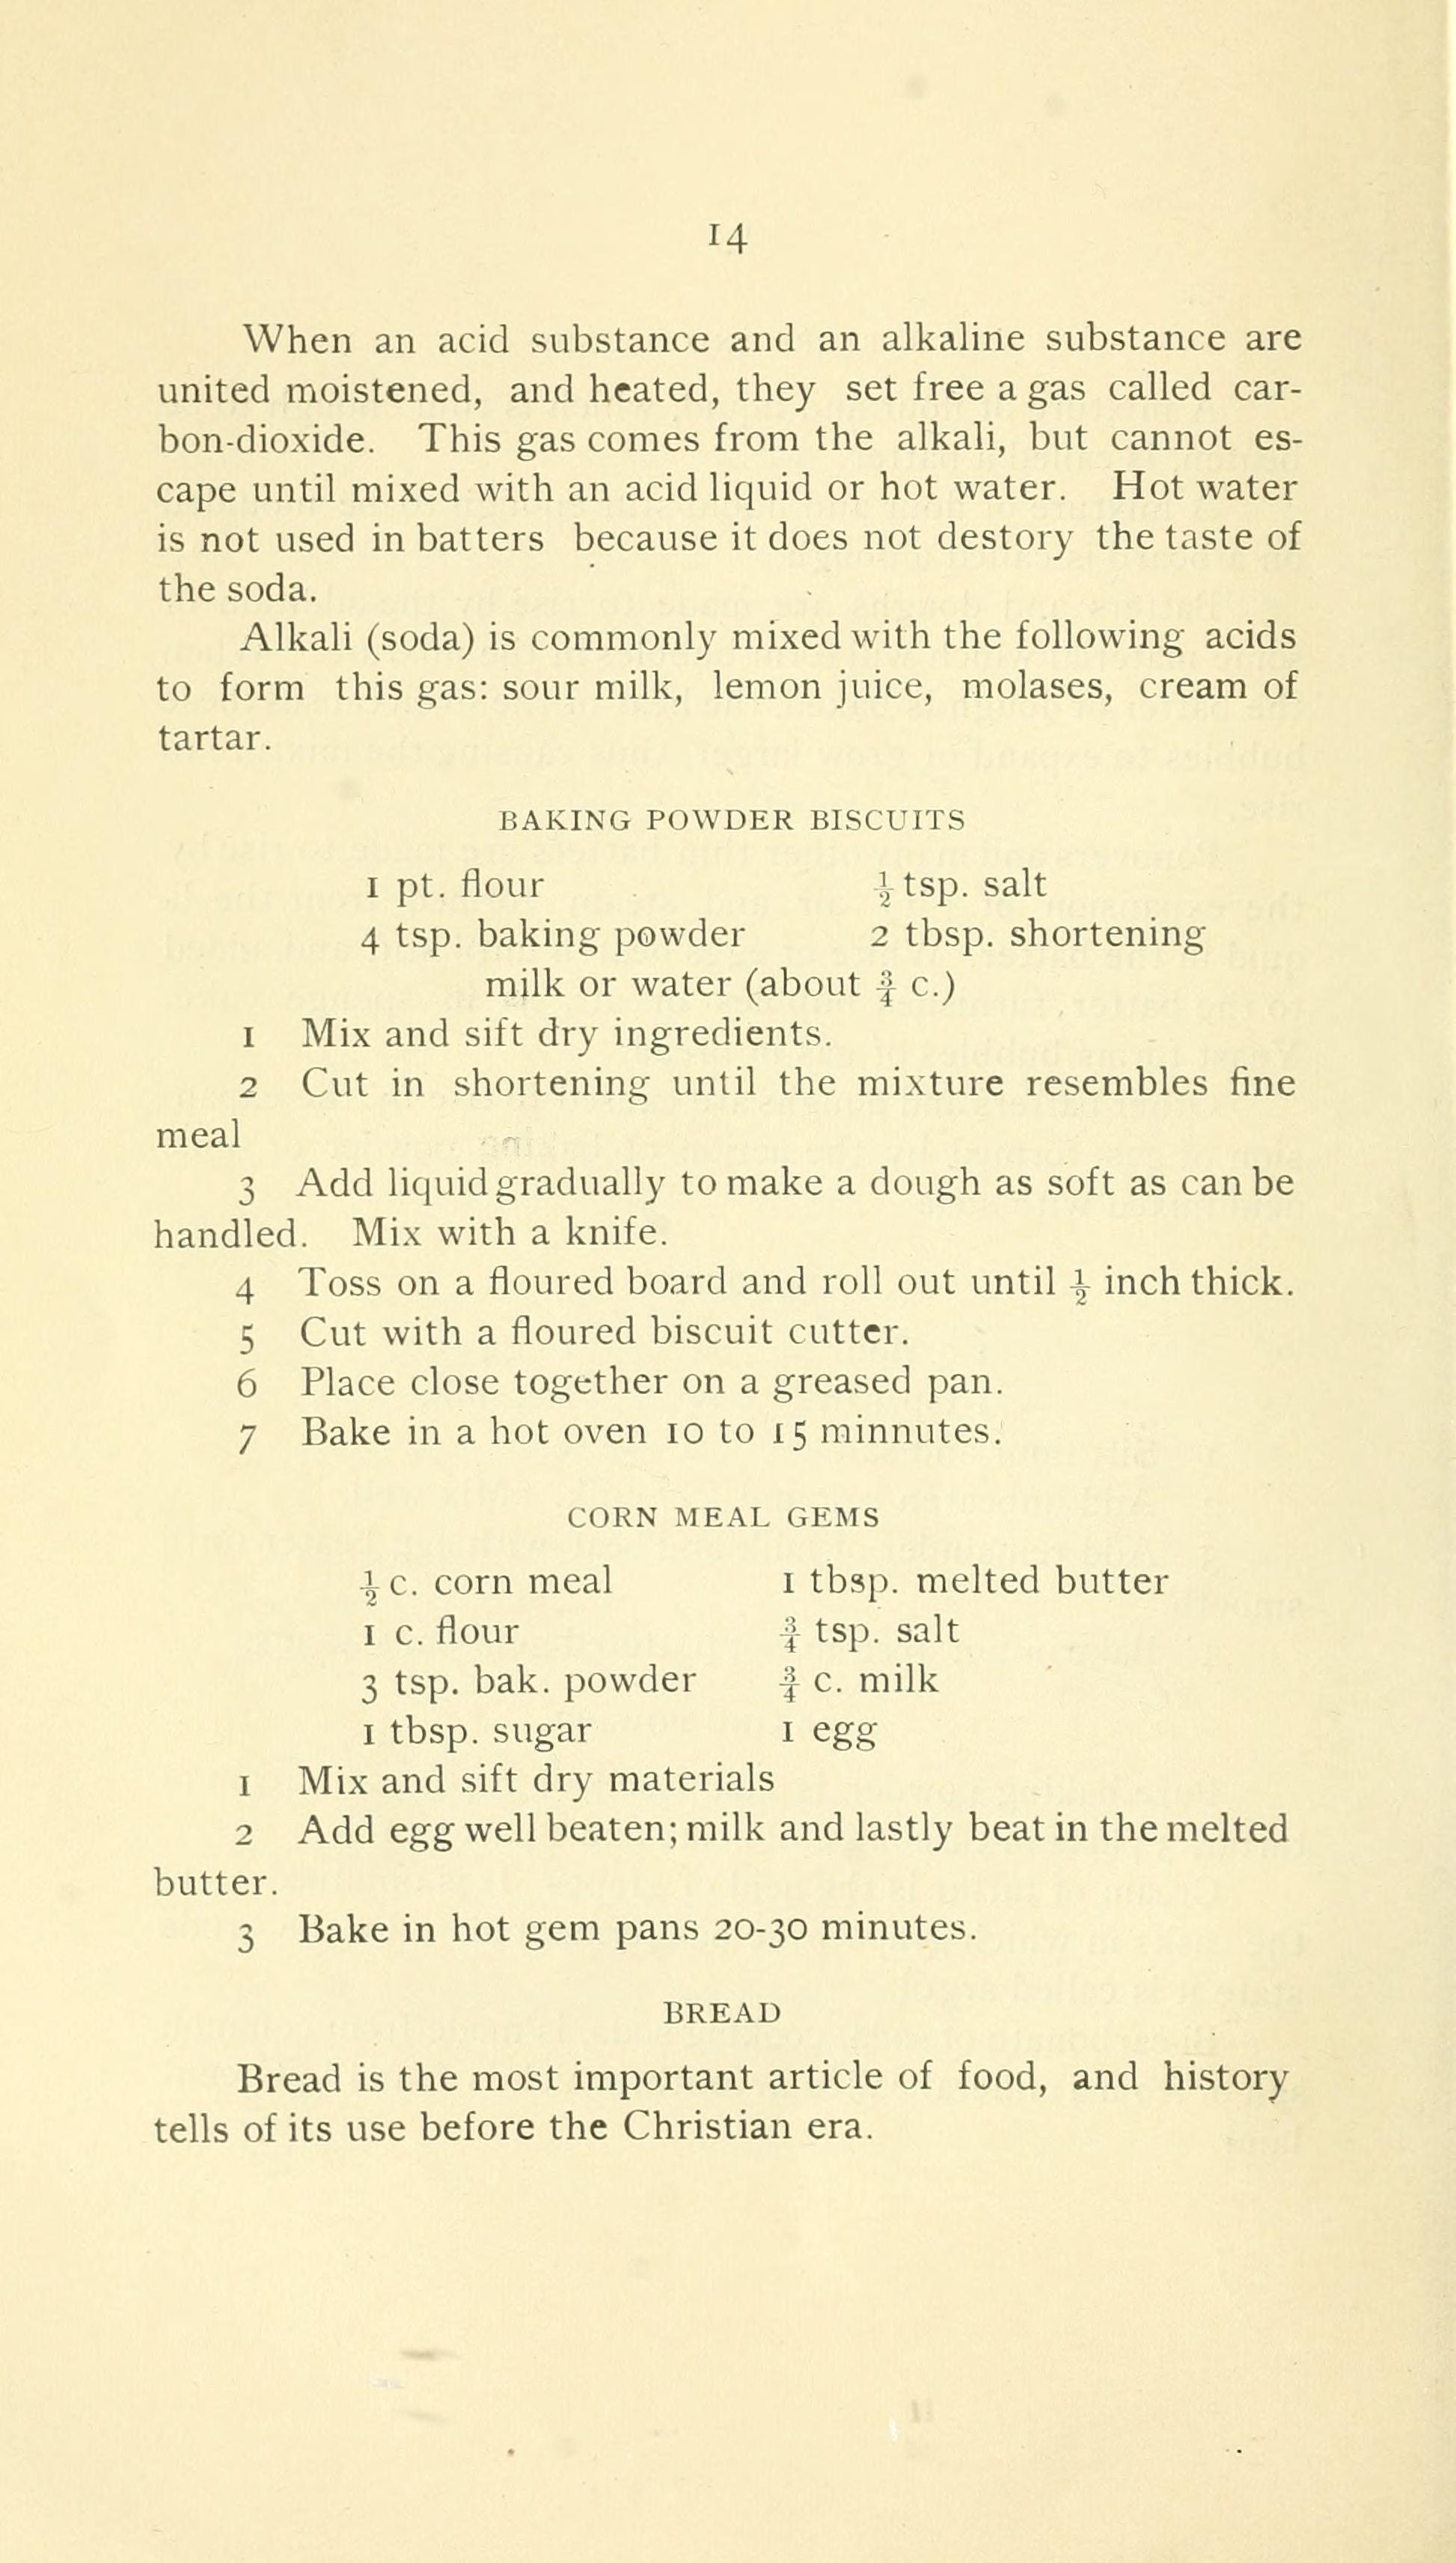 14
When an acid substance and an alkaline substance are
united moistened, and heated, they set free a gas called car-
bon-dioxide. This gas comes from the alkali, but cannot es-
cape until mixed with an acid liquid or hot water. Hot water
is not used in batters because it does not destory the taste of
the soda.
Alkali (soda) is commonly mixed with the following acids
to form this gas: sour milk, lemon juice, molases, cream of
tartar.
BAKING POWDER BISCUITS
1 pt. flour ½ tsp. salt
4 tsp. baking powder 2 tbsp. shortening
milk or water (about ¾ c.)
1 Mix and sift dry ingredients.
2 Cut in shortening until the mixture resembles fine
meal
3 Add liquid gradually to make a dough as soft as can be
handled. Mix with a knife.
4 Toss on a floured board and roll out until ½ inch thick.
5 Cut with a floured biscuit cutter.
6 Place close together on a greased pan.
7 Bake in a hot oven 10 to 15 minnutes.
CORN MEAL GEMS
½ c. corn meal 1 tbsp. melted butter
1 c. flour ¾ tsp. salt
3 tsp. bak. powder ¾ c. milk
1 tbsp. sugar 1 egg
1 Mix and sift dry materials
2 Add egg well beaten; milk and lastly beat in the melted
butter.
3 Bake in hot gem pans 20-30 minutes.
BREAD
Bread is the most important article of food, and history
tells of its use before the Christian era.